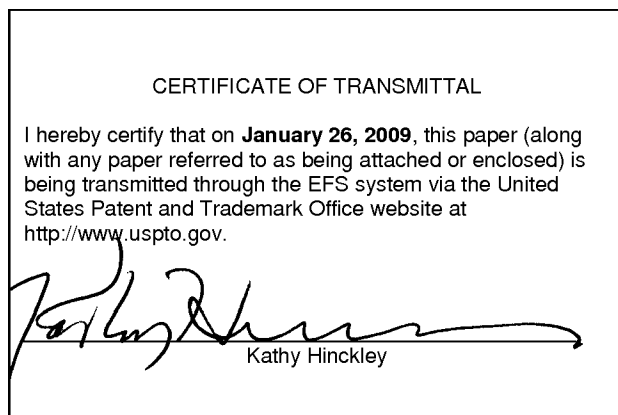 CERTIFICATE OF TRANSMITTAL
I hereby certify that on January 26, 2009, this paper (along
with any paper referred to as being attached or enclosed) is
being transmitted through the EFS system via the United
States Patent and Trademark Office website at
http://www.uspto.gov.
Kathy Hinckley
Kathy Hinckley